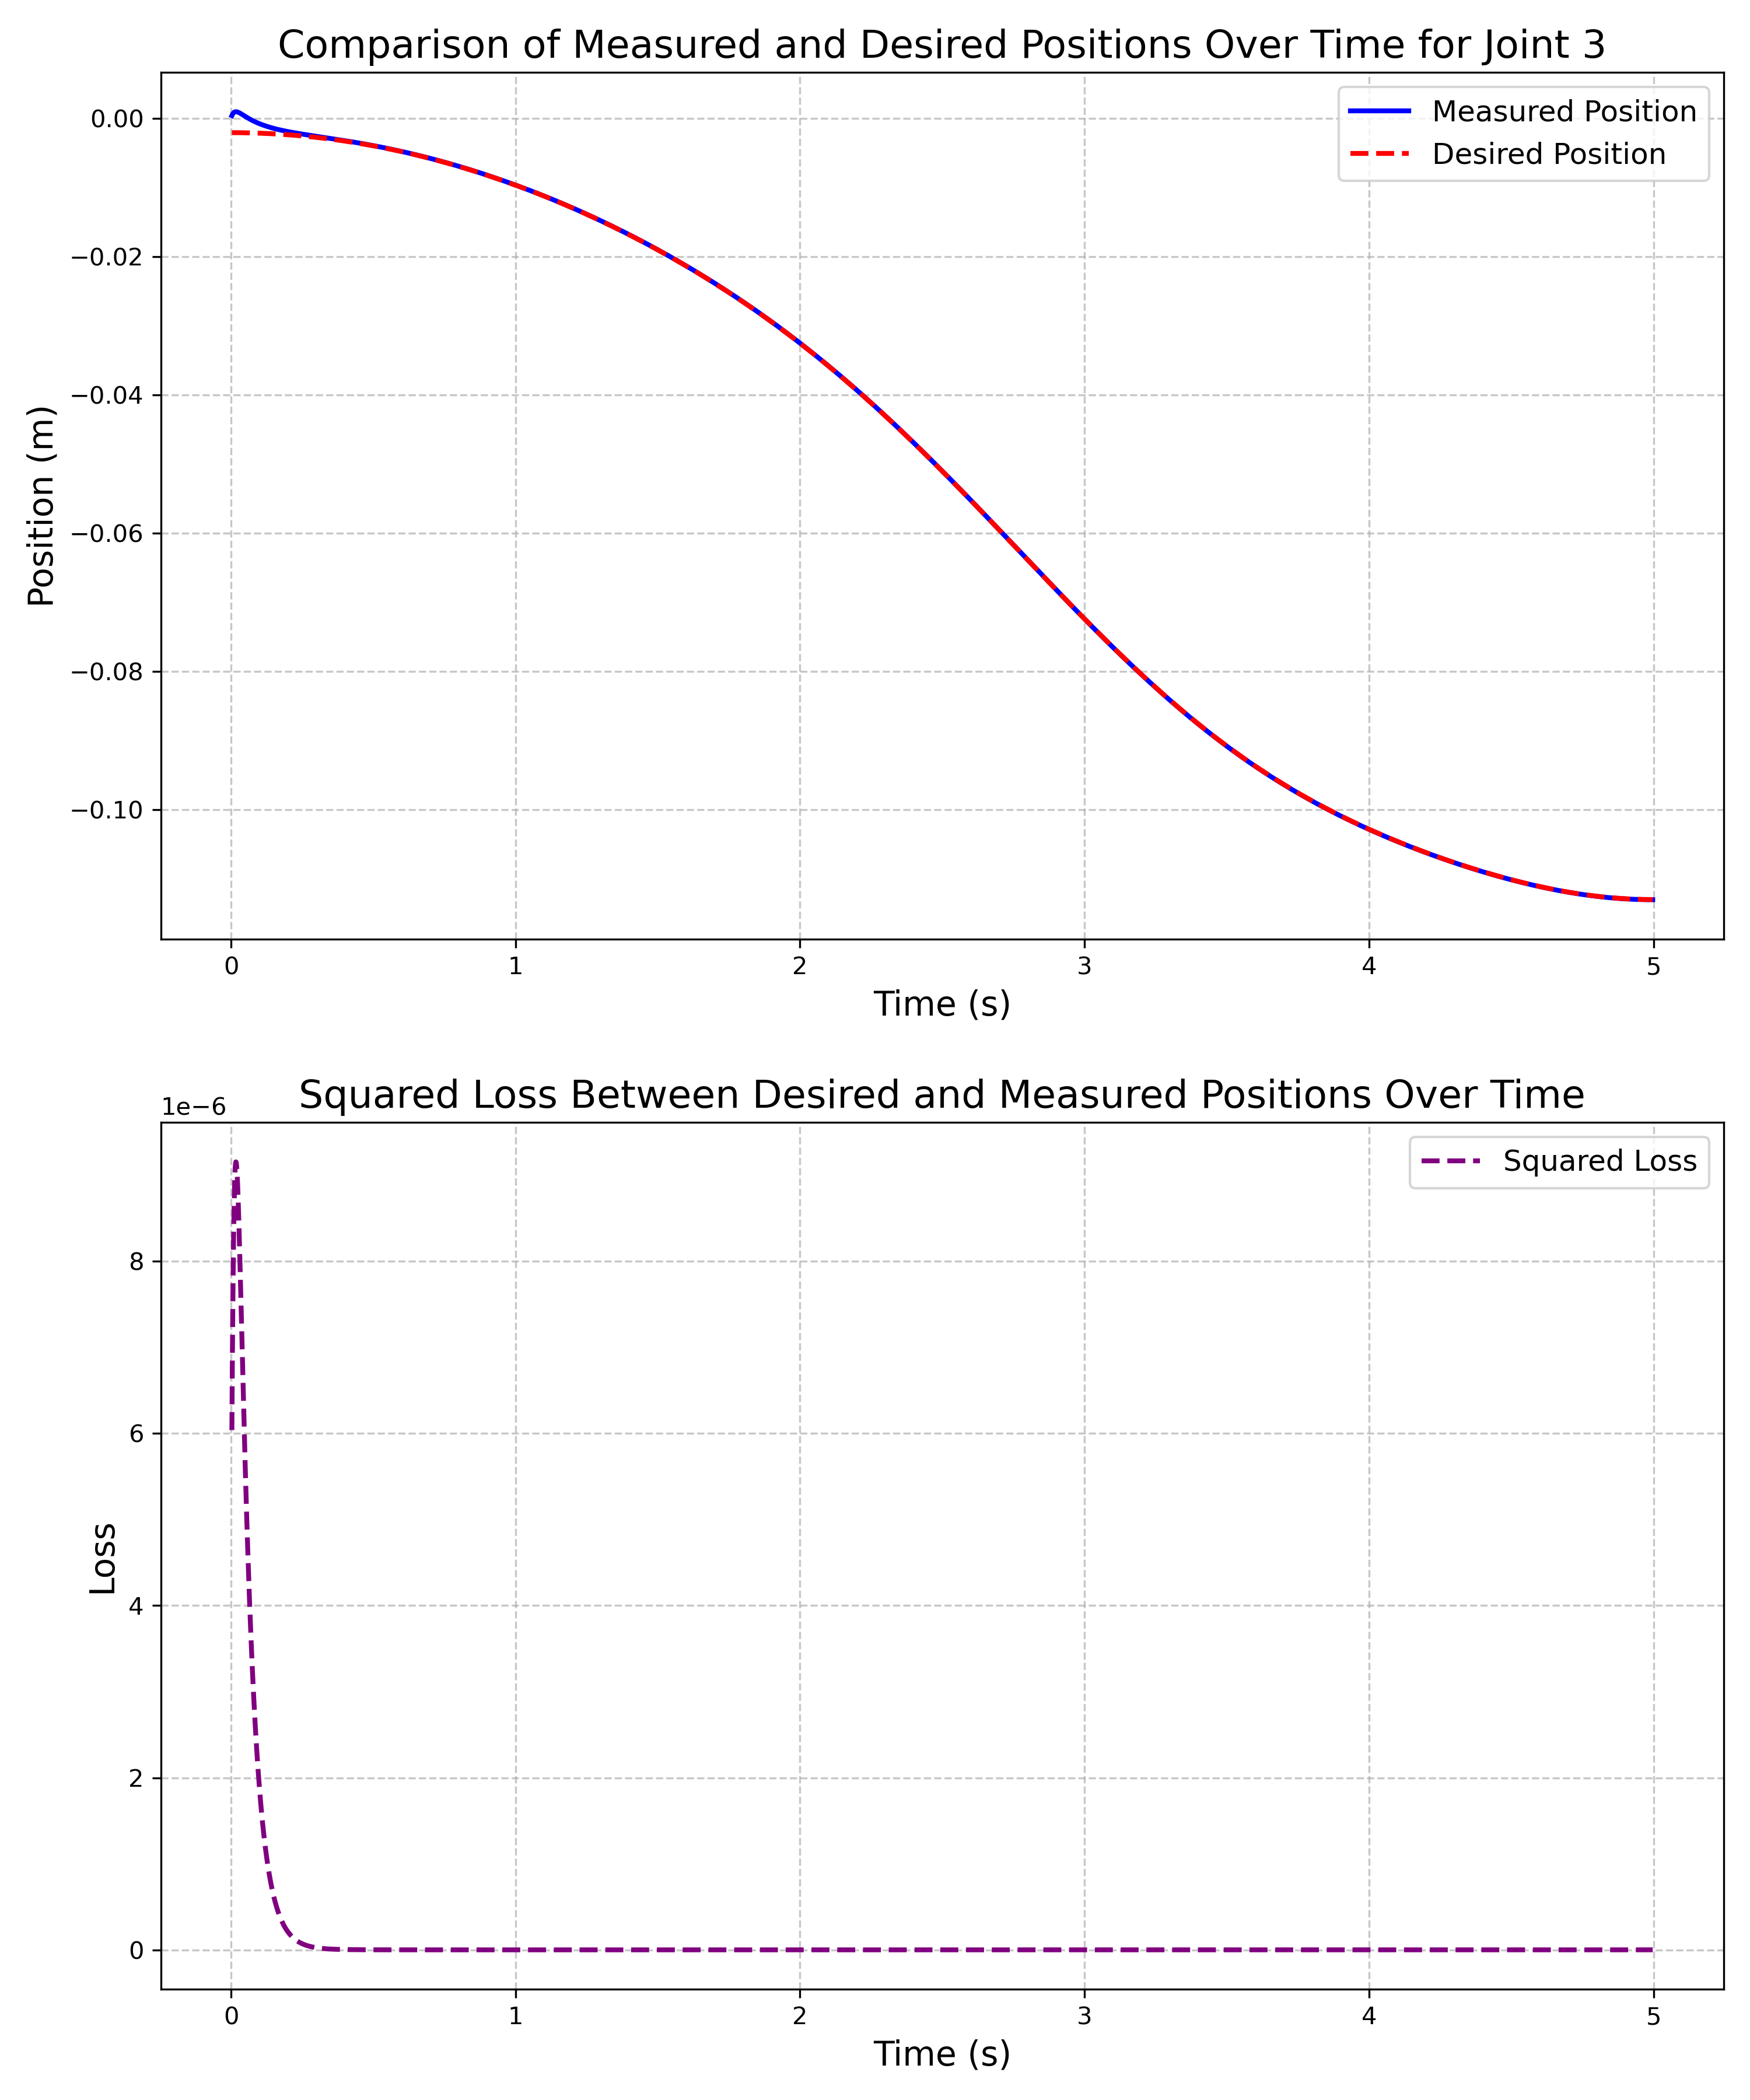 Comparison of Measured and Desired Positions Over Time for Joint 3
Measured Position
Desired Position
0.00
−0.02
−0.04
−0.06
−0.08
−0.10
Position (m)
0 1 2 3 4 5
Time (s)
Squared Loss Between Desired and Measured Positions Over Time
1e−6
Squared Loss
8
6
4
2
0
Loss
0 1 2 3 4 5
Time (s)